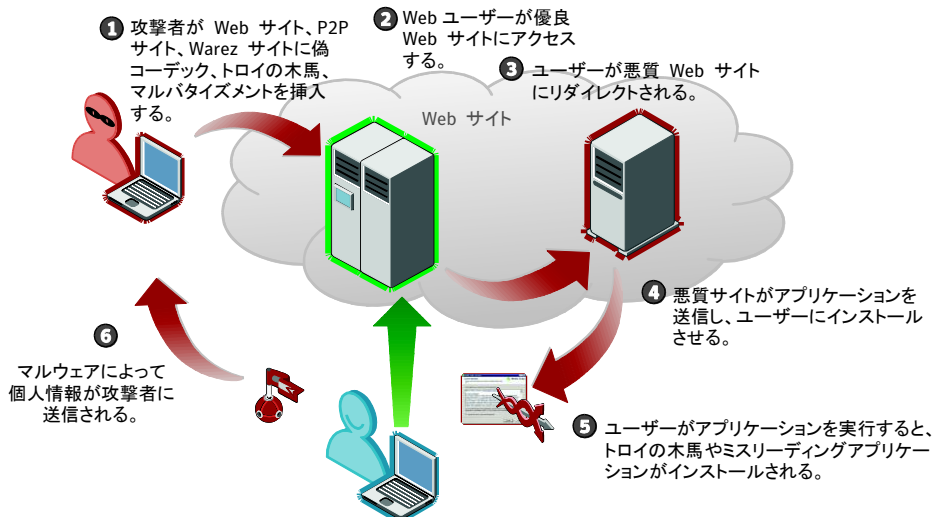 1 攻撃者が Web サイト、P2P
サイト、Warez サイトに偽
コーデック、トロイの木馬、
マルバタイズメントを挿入
する。
2 Web ユーザーが優良
Web サイトにアクセス
する。
3 ユーザーが悪質 Web サイト
にリダイレクトされる。
Web サイト
4 悪質サイトがアプリケーションを
送信し、ユーザーにインストール
させる。
5 ユーザーがアプリケーションを実行すると、
トロイの木馬やミスリーディングアプリケー
ションがインストールされる。
6
マルウェアによって
個人情報が攻撃者に
送信される。